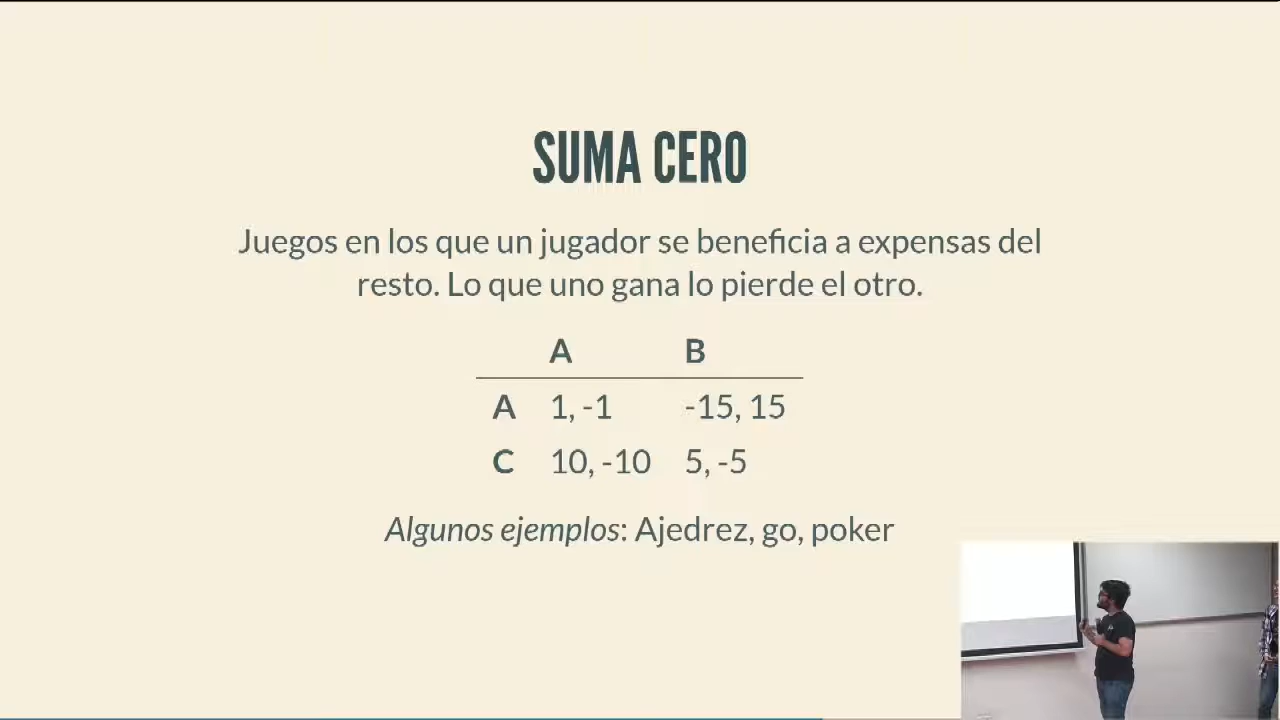 SUMA CERO
Juegos en los que un jugador se beneficia a expensas del
resto. Lo que uno gana lo pierde el otro.
A B
A 1, -1 -15, 15
C 10, -10 5, -5
Algunos ejemplos: Ajedrez, go, poker